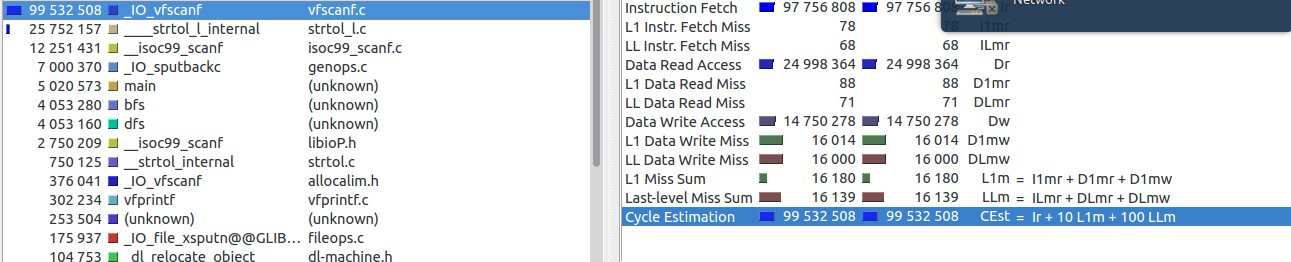 99 532 508 _IO_vfscanf vfscanf.c
25 752 157 ____strtol_l_internal strtol_l.c
12 251 431 __isoc99_scanf isoc99_scanf.c
7 000 370 _IO_sputbackc genops.c
5 020 573 main (unknown)
4 053 280 bfs (unknown)
4 053 160 dfs (unknown)
2 750 209 __isoc99_scanf libioP.h
750 125 __strtol_internal strtol.c
376 041 _IO_vfscanf allocalim.h
302 234 vfprintf vfprintf.c
253 504 (unknown) (unknown)
175 937 _IO_file_xsputn@@GLIB... fileops.c
104 753 _dl_relocate_object dl-machine.h
Instruction Fetch 97 756 808 97 756 808 Ir
L1 Instr. Fetch Miss 78 78
LL Instr. Fetch Miss 68 68 ILmr
Data Read Access 24 998 364 24 998 364 Dr
L1 Data Read Miss 88 88 D1mr
LL Data Read Miss 71 71 DLmr
Data Write Access 14 750 278 14 750 278 Dw
L1 Data Write Miss 16 014 16 014 D1mw
LL Data Write Miss 16 000 16 000 DLmw
L1 Miss Sum 16 180 16 180 L1m = I1mr + D1mr + D1mw
Last-level Miss Sum 16 139 16 139 LLm = ILmr + DLmr + DLmw
Cycle Estimation 99 532 508 99 532 508 CEst = Ir + 10 L1m + 100 LLm
Network